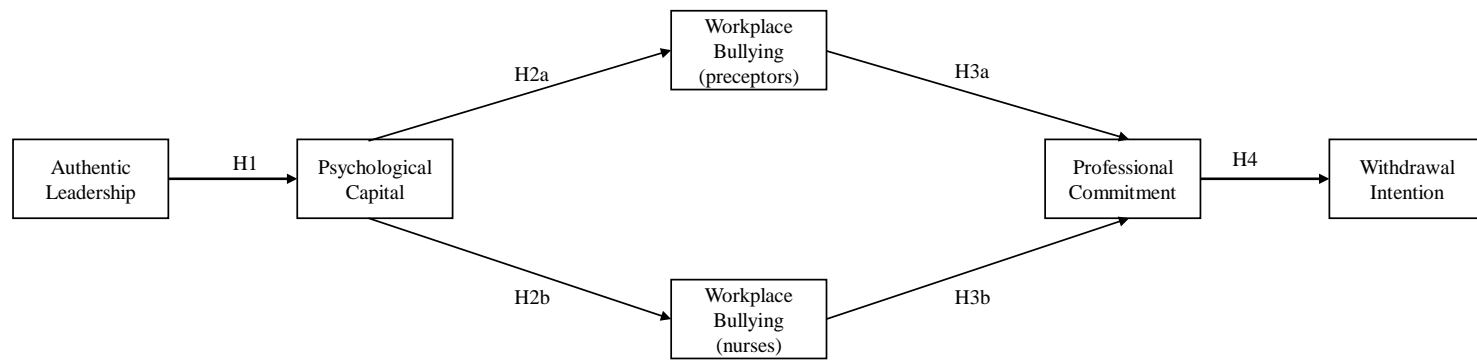 Workplace
Bullying
(preceptors)
H2a
H3a
Authentic
Leadership
H1
Psychological
Capital
Professional
Commitment
H4
Withdrawal
Intention
H2b
H3b
Workplace
Bullying
(nurses)